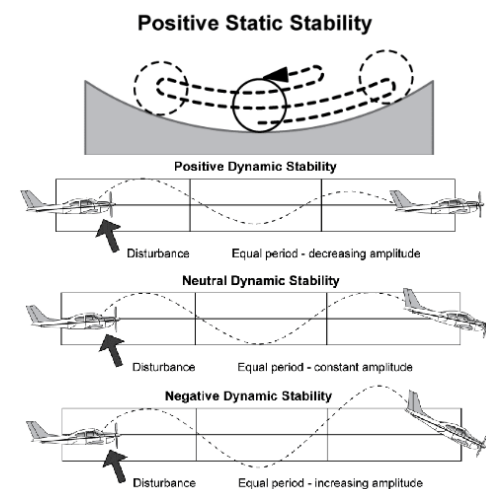 Positive Static Stability
Positive Dynamic Stability
Disturbance Equal period - decreasing amplitude
Neutral Dynamic Stability
Disturbance Equal period - constant amplitude
Negative Dynamic Stability
Disturbance Equal period - increasing amplitude